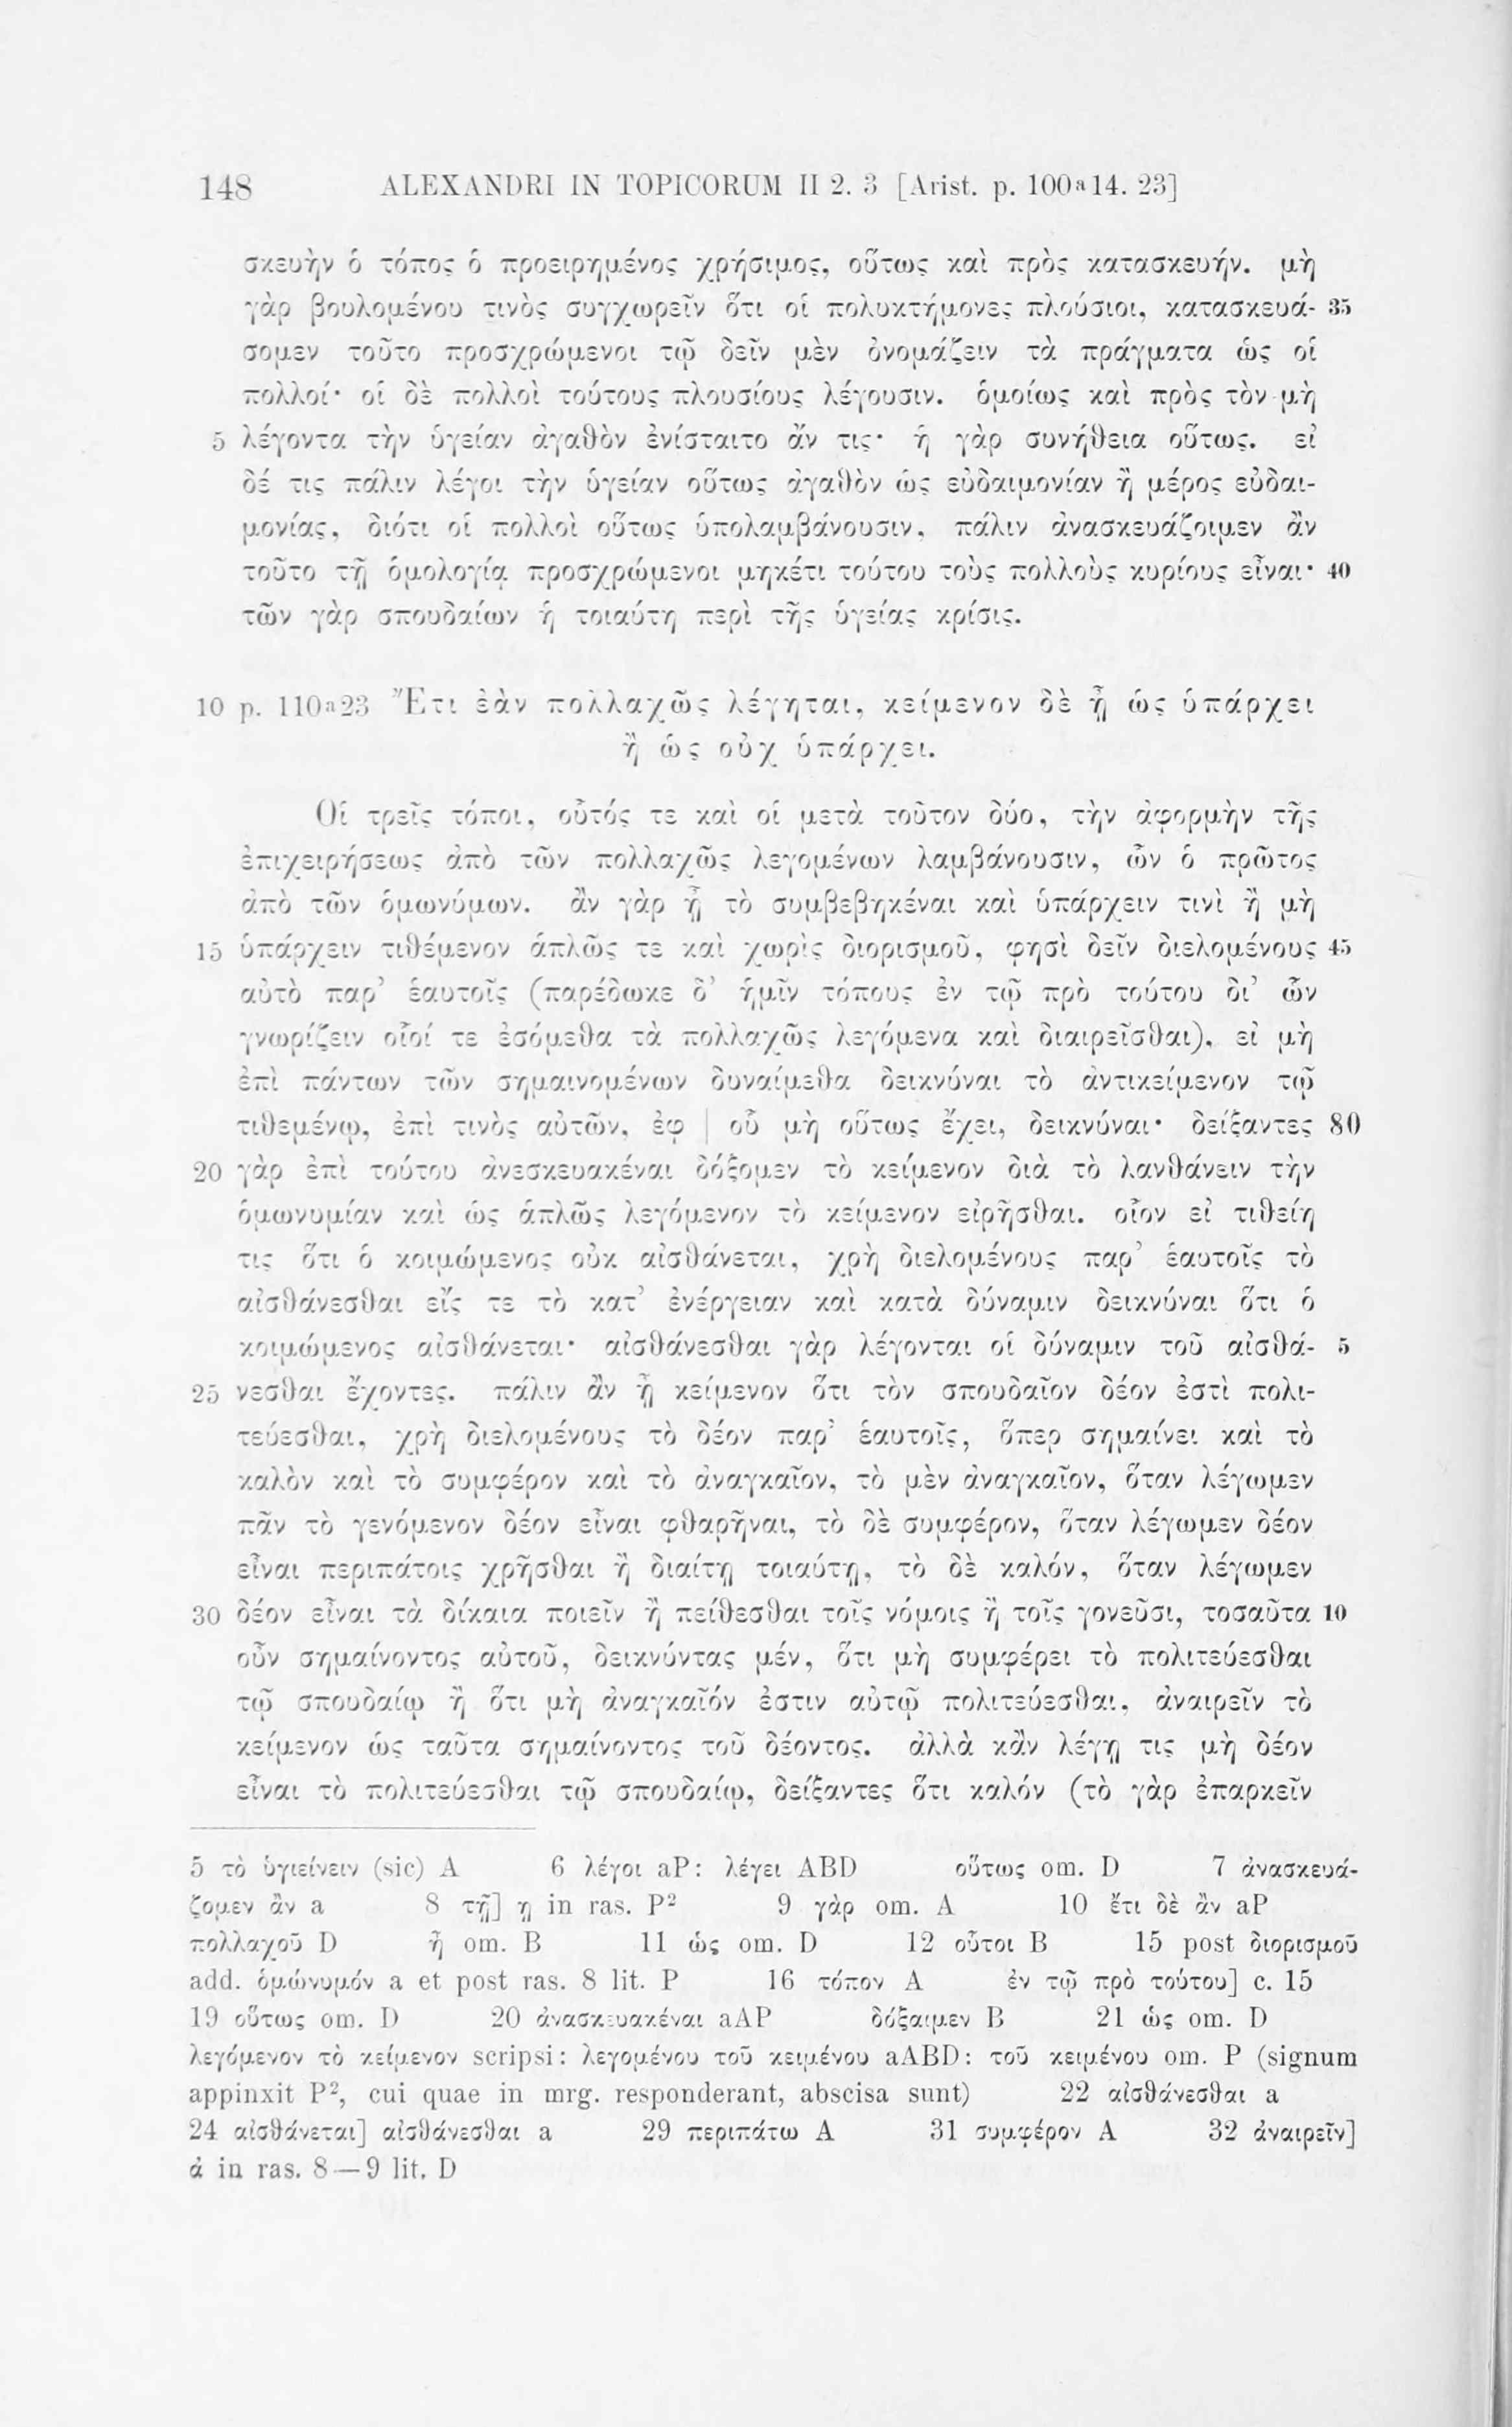 148 ALEXANDRI IN TOPICORUM II 2. 3 [Arist. p. 100a14. 23]
σκευὴν ὁ τόπος ὁ προειρημένος χρήσιμος, οὕτως καὶ πρὸς κατασκευήν. μὴ
γὰρ βουλομένου τινὸς συγχωρεῖν ὅτι οἱ πολυκτήμονες πλούσιοι, κατασκευά- 35
σομεν τοῦτο προσχρώμενοι τῷ δεῖν μὲν ὀνομάζειν τὰ πράγματα ὡς οἱ
πολλοί· οἱ δὲ πολλοὶ τούτους πλουσίους λέγουσιν. ὁμοίως καὶ πρὸς τὸν μὴ
5 λέγοντα τὴν ὑγείαν ἀγαθὸν ἐνίσταιτο ἄν τις· ἡ γὰρ συνήθεια οὕτως. εἰ
δέ τις πάλιν λέγοι τὴν ὑγείαν οὕτως ἀγαθὸν ὡς εὐδαιμονίαν ἢ μέρος εὐδαι-
μονίας, διότι οἱ πολλοὶ οὕτως ὑπολαμβάνουσιν, πάλιν ἀνασκευάζοιμεν ἂν
τοῦτο τῇ ὁμολογίᾳ προσχρώμενοι μηκέτι τούτου τοὺς πολλοὺς κυρίους εἶναι· 40
τῶν γὰρ σπουδαίων ἡ τοιαύτη περὶ τῆς ὑγείας κρίσις.
10 p. 110a23 Ἔτι ἐὰν πολλαχῶς λέγηται, κείμενον δὲ ᾖ ὡς ὑπάρχει
ἢ ὡς οὐχ ὑπάρχει.
Οἱ τρεῖς τόποι, οὗτός τε καὶ οἱ μετὰ τοῦτον δύο, τὴν ἀφορμὴν τῆς
ἐπιχειρήσεως ἀπὸ τῶν πολλαχῶς λεγομένων λαμβάνουσιν, ὧν ὁ πρῶτος
ἀπὸ τῶν ὁμωνύμων. ἂν γὰρ ᾖ τὸ συμβεβηκέναι καὶ ὑπάρχειν τινὶ ἢ μὴ
15 ὑπάρχειν τιθέμενον ἁπλῶς τε καὶ χωρὶς διορισμοῦ, φησὶ δεῖν διελομένους 45
αὐτὸ παρ’ ἑαυτοῖς (παρέδωκε δ’ ἡμῖν τόπους ἐν τῷ πρὸ τούτου δι’ ὧν
γνωρίζειν οἷοί τε ἐσόμεθα τὰ πολλαχῶς λεγόμενα καὶ διαιρεῖσθαι), εἰ μὴ
ἐπὶ πάντων τῶν σημαινομένων δυναίμεθα δεικνύναι τὸ ἀντικείμενον τῷ
τιθεμένῳ, ἐπὶ τινὸς αὐτῶν, ἐφ | οὗ μὴ οὕτως ἔχει, δεικνύναι· δείξαντες 80
20 γὰρ ἐπὶ τούτου ἀνεσκευακέναι δόξομεν τὸ κείμενον διὰ τὸ λανθάνειν τὴν
ὁμωνυμίαν καὶ ὡς ἁπλῶς λεγόμενον τὸ κείμενον εἰρῆσθαι. οἷον εἰ τιθείη
τις ὅτι ὁ κοιμώμενος οὐκ αἰσθάνεται, χρὴ διελομένους παρ’ ἑαυτοῖς τὸ
αἰσθάνεσθαι εἴς τε τὸ κατ’ ἐνέργειαν καὶ κατὰ δύναμιν δεικνύναι ὅτι ὁ
κοιμώμενος αἰσθάνεται· αἰσθάνεσθαι γὰρ λέγονται οἱ δύναμιν τοῦ αἰσθά- 5
25 νεσθαι ἔχοντες. πάλιν ἂν ᾖ κείμενον ὅτι τὸν σπουδαῖον δέον ἐστὶ πολι-
τεύεσθαι, χρὴ διελομένους τὸ δέον παρ’ ἑαυτοῖς, ὅπερ σημαίνει καὶ τὸ
καλὸν καὶ τὸ συμφέρον καὶ τὸ ἀναγκαῖον, τὸ μὲν ἀναγκαῖον, ὅταν λέγωμεν
πᾶν τὸ γενόμενον δέον εἶναι φθαρῆναι, τὸ δὲ συμφέρον, ὅταν λέγωμεν δέον
εἶναι περιπάτοις χρῆσθαι ἢ διαίτῃ τοιαύτῃ, τὸ δὲ καλόν, ὅταν λέγωμεν
30 δέον εἶναι τὰ δίκαια ποιεῖν ἢ πείθεσθαι τοῖς νόμοις ἢ τοῖς γονεῦσι, τοσαῦτα 10
οὖν σημαίνοντος αὐτοῦ, δεικνύντας μέν, ὅτι μὴ συμφέρει τὸ πολιτεύεσθαι
τῷ σπουδαίῳ ἢ ὅτι μὴ ἀναγκαῖόν ἐστιν αὐτῷ πολιτεύεσθαι, ἀναιρεῖν τὸ
κείμενον ὡς ταῦτα σημαίνοντος τοῦ δέοντος. ἀλλὰ κἂν λέγῃ τις μὴ δέον
εἶναι τὸ πολιτεύεσθαι τῷ σπουδαίῳ, δείξαντες ὅτι καλόν (τὸ γὰρ ἐπαρκεῖν
5 τὸ ὑγιείνειν (sic) A 6 λέγοι aP: λέγει ABD οὕτως om. D 7 ἀνασκευά-
ζομεν ἂν a 8 τῇ] ῃ in ras. P² 9 γὰρ om. A 10 ἔτι δὲ ἂν aP
πολλαχοῦ D ᾖ om. B 11 ὡς om. D 12 οὗτοι B 15 post διορισμοῦ
add. ὁμώνυμόν a et post ras. 8 lit. P 16 τόπον A ἐν τῷ πρὸ τούτου] c. 15
19 οὕτως om. D 20 ἀνασκευακέναι aAP δόξαιμεν B 21 ὡς om. D
λεγόμενον τὸ κείμενον scripsi: λεγομένου τοῦ κειμένου aABD: τοῦ κειμένου om. P (signum
appinxit P², cui quae in mrg. responderant, abscisa sunt) 22 αἰσθάνεσθαι a
24 αἰσθάνεται] αἰσθάνεσθαι a 29 περιπάτω A 31 συμφέρον A 32 ἀναιρεῖν]
ἀ in ras. 8—9 lit. D